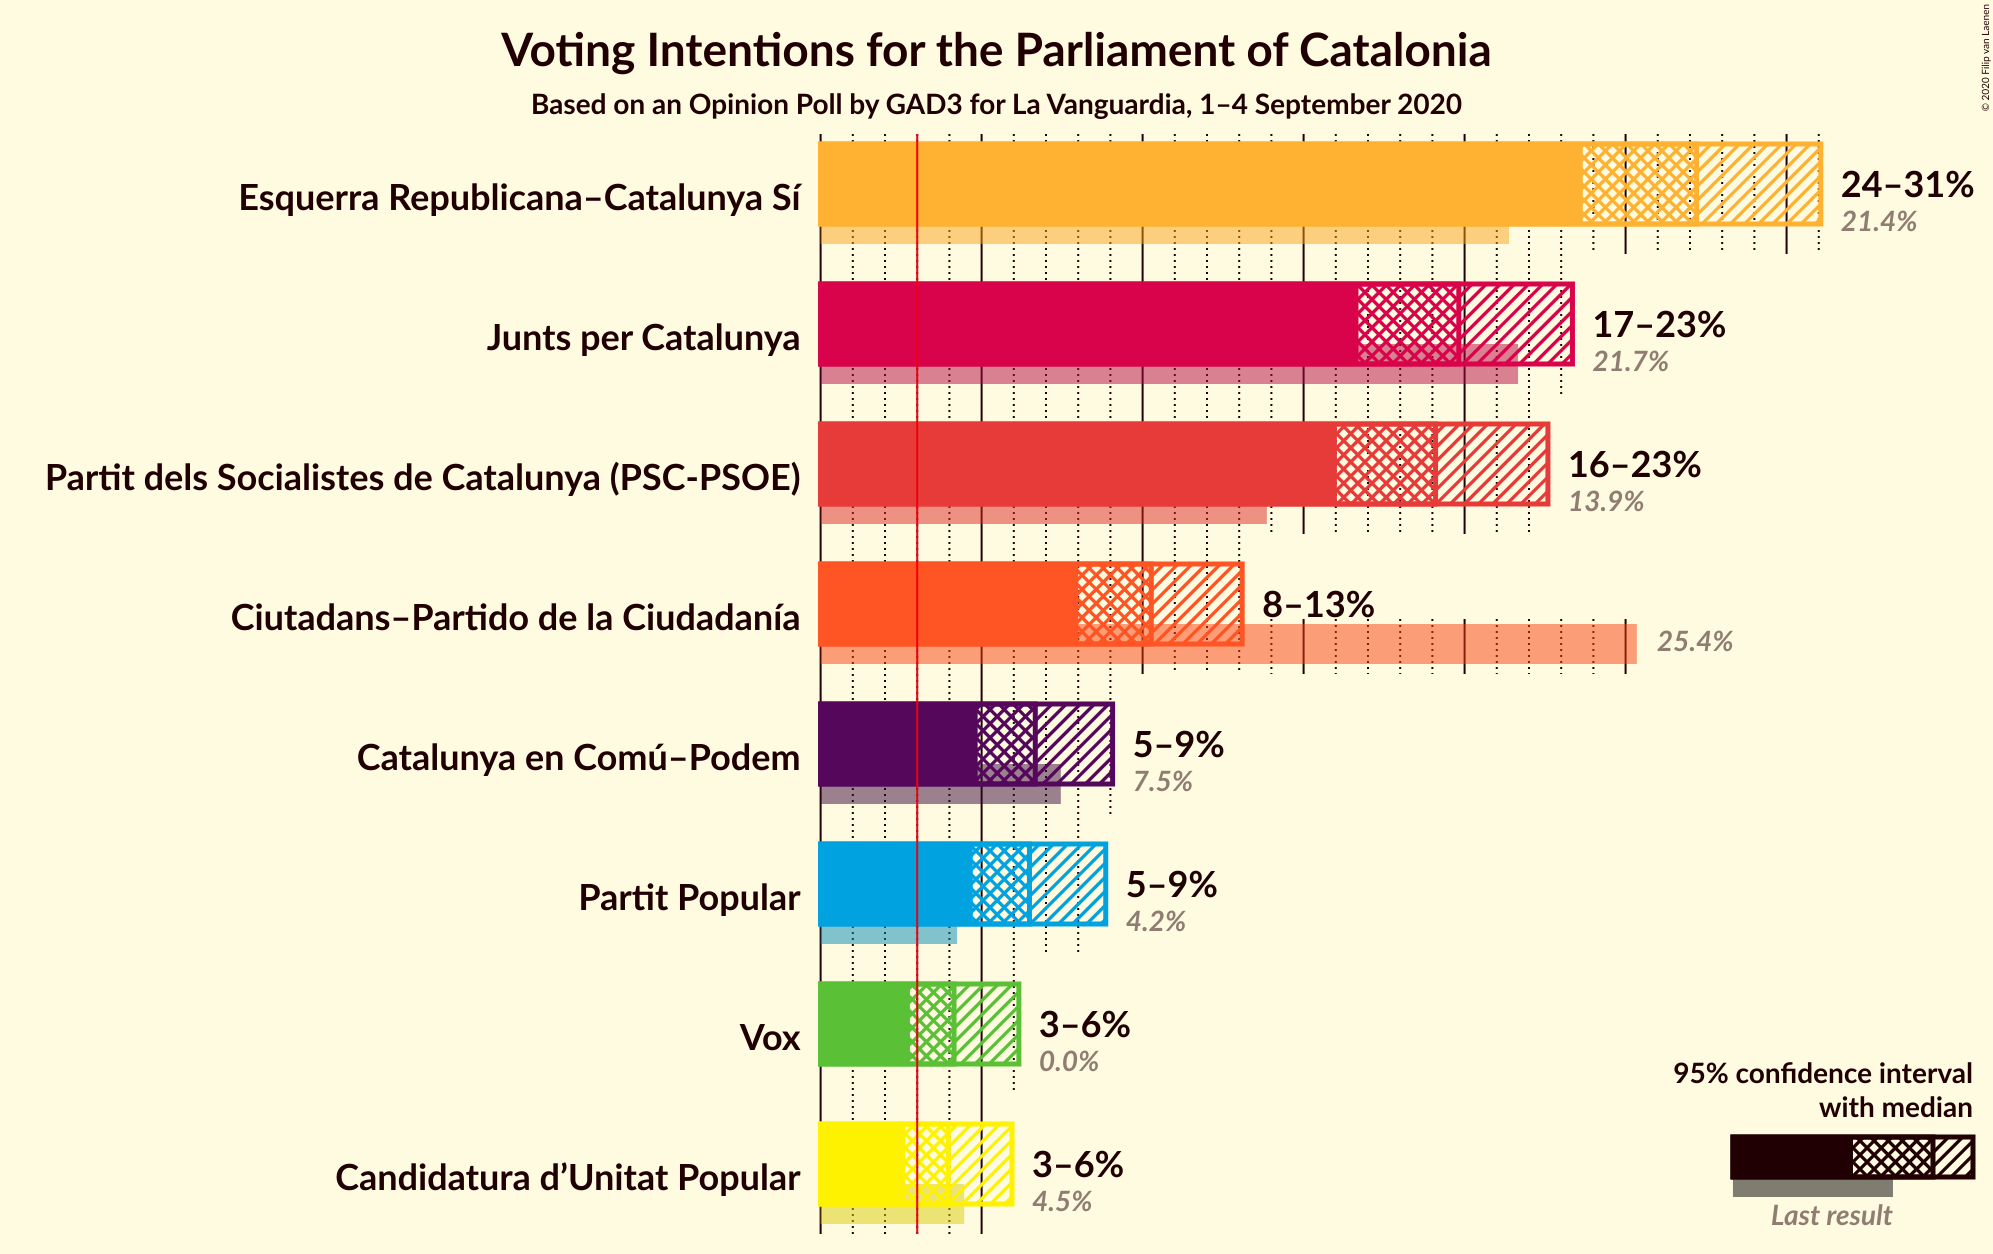 Voting Intentions for the Parliament of Catalonia
Based on an Opinion Poll by GAD3 for La Vanguardia, 1–4 September 2020
© 2020 Filip van Laenen
Esquerra Republicana–Catalunya Sí
24–31%
21.4%
Junts per Catalunya
17–23%
21.7%
Partit dels Socialistes de Catalunya (PSC-PSOE)
16–23%
13.9%
Ciutadans–Partido de la Ciudadanía
8–13%
25.4%
Catalunya en Comú–Podem
5–9%
7.5%
Partit Popular
5–9%
4.2%
Vox
3–6%
0.0%
Candidatura d’Unitat Popular
3–6%
4.5%
95% confidence interval
with median
Last result